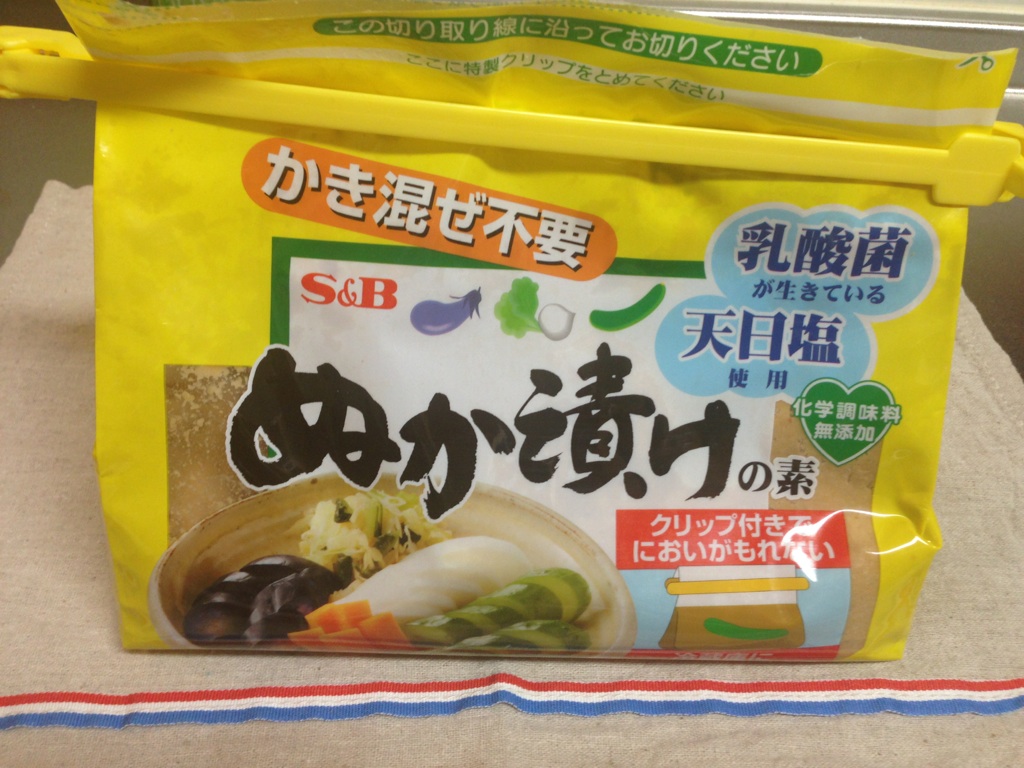 この切り取り線に沿ってお切りください
ここに特製クリップをとめてください
かき混ぜ不要
S&B
乳酸菌
が生きている
天日塩
使用
化学調味料
無添加
ぬか漬けの素
クリップ付きで
においがもれない